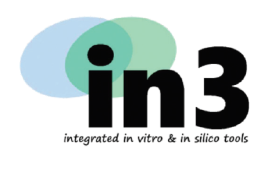 in3
integrated in vitro & in silico tools